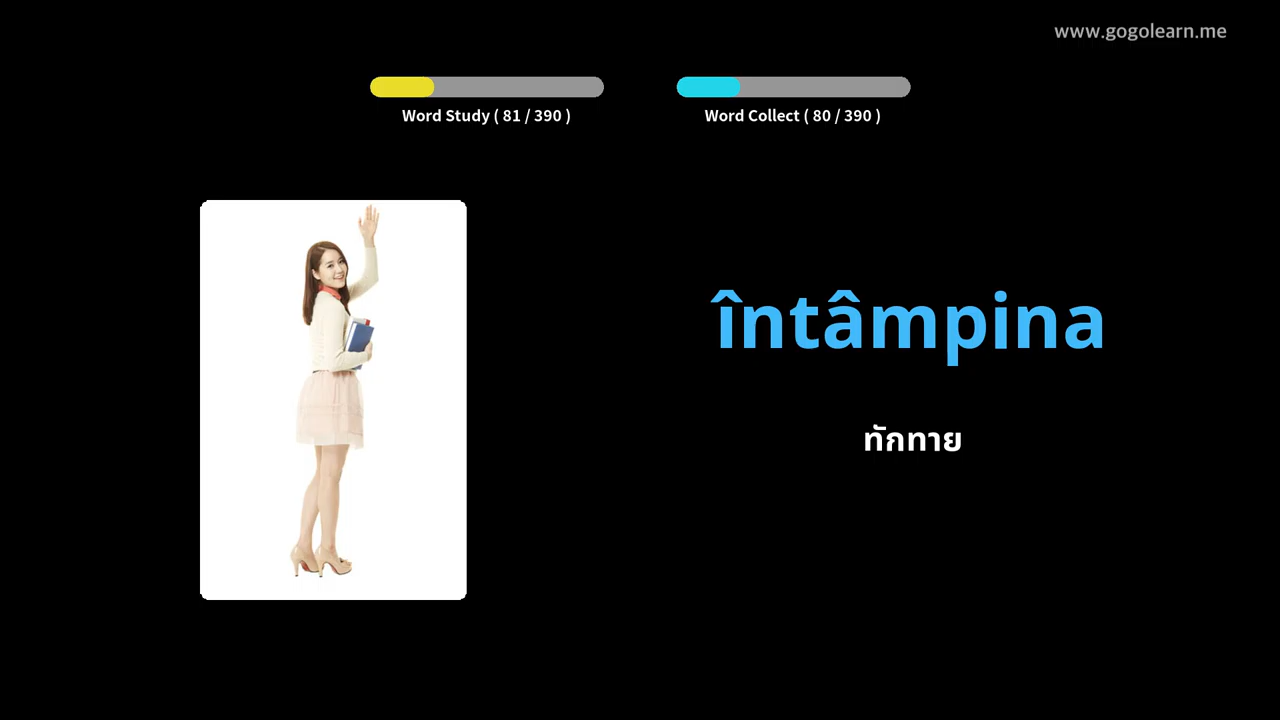 www.gogolearn.me
Word Study ( 81 / 390 )
Word Collect ( 80 / 390 )
întâmpina
ทักทาย